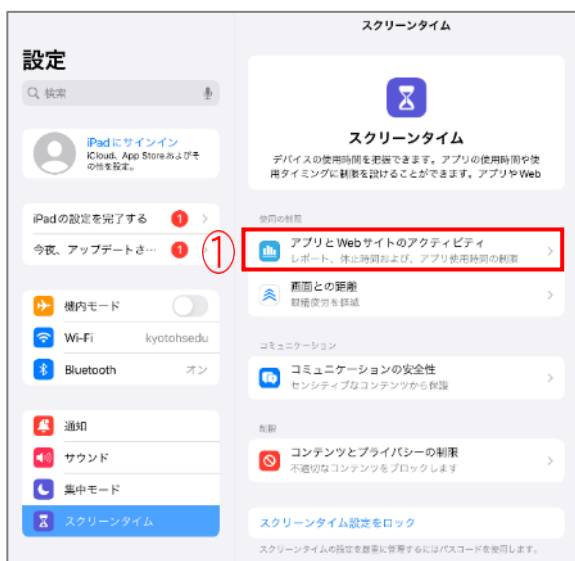 設定
検索
iPadにサインイン
iCloud、App Storeおよびそ
の他を設定。
iPadの設定を完了する 1
今夜、アップデートさ… 1
機内モード
Wi-Fi kyotohsedu
Bluetooth オン
通知
サウンド
集中モード
スクリーンタイム
スクリーンタイム
スクリーンタイム
デバイスの使用時間を把握できます。アプリの使用時間や使
用タイミングに制限を設けることができます。アプリやWeb
使用の制限
①
アプリとWebサイトのアクティビティ
レポート、休止時間および、アプリ使用時間の制限
画面との距離
眼精疲労を軽減
コミュニケーション
コミュニケーションの安全性
センシティブなコンテンツから保護
制限
コンテンツとプライバシーの制限
不適切なコンテンツをブロックします
スクリーンタイム設定をロック
スクリーンタイムの設定を厳重に管理するにはパスコードを使用します。